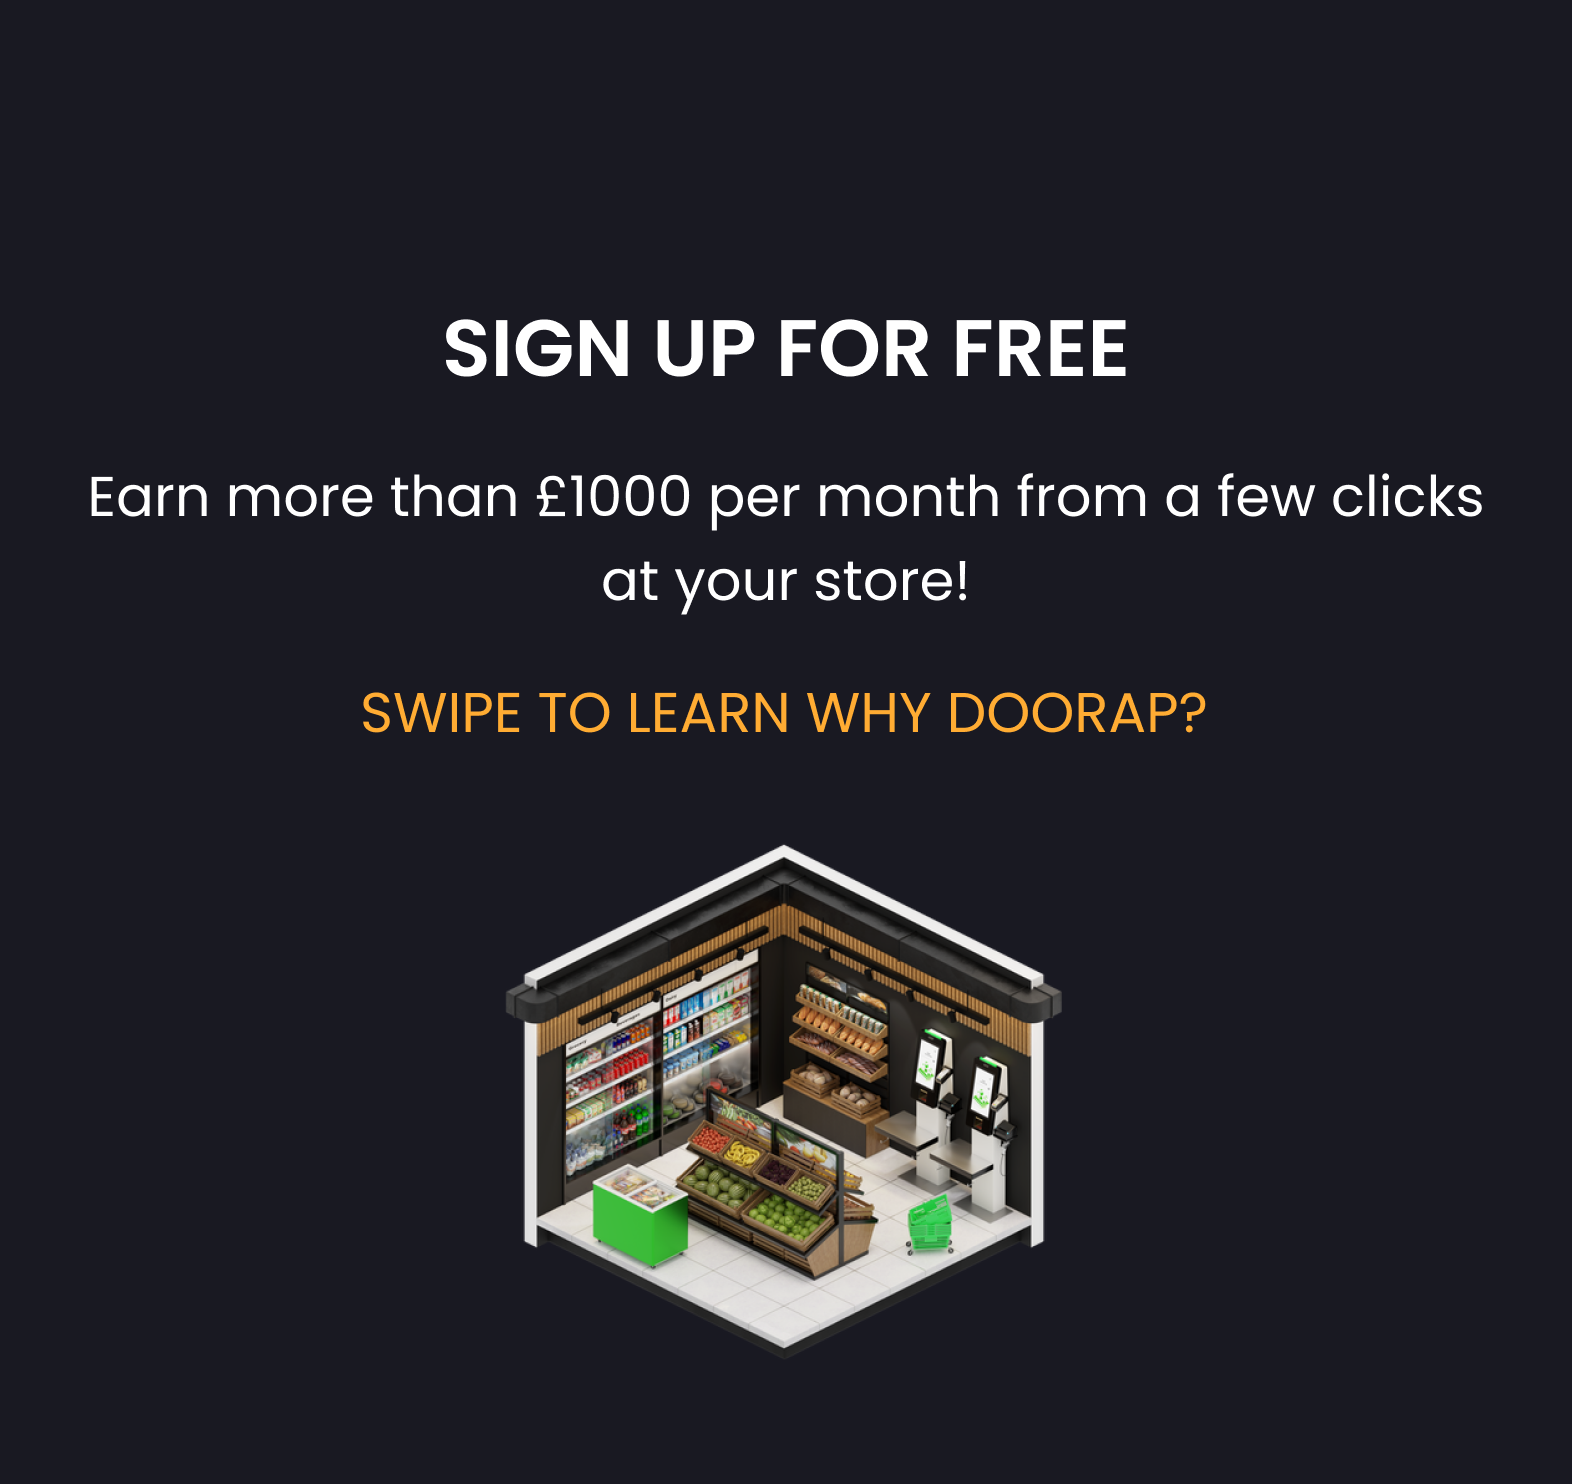 SIGN UP FOR FREE
Earn more than £1000 per month from a few clicks
at your store!
SWIPE TO LEARN WHY DOORAP?